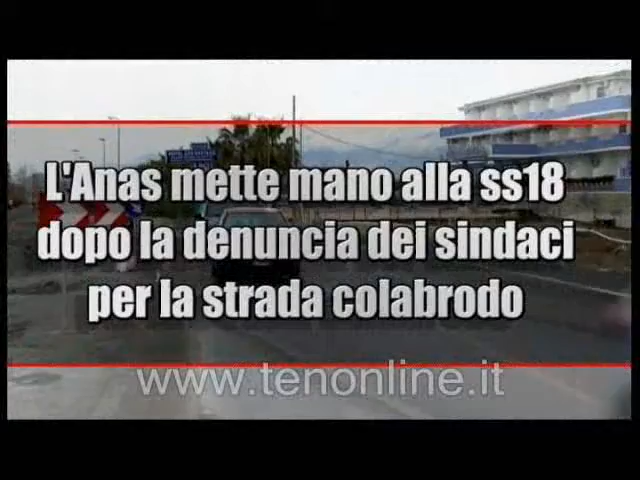 L'Anas mette mano alla ss18
dopo la denuncia dei sindaci
per la strada colabrodo
www.tenonline.it